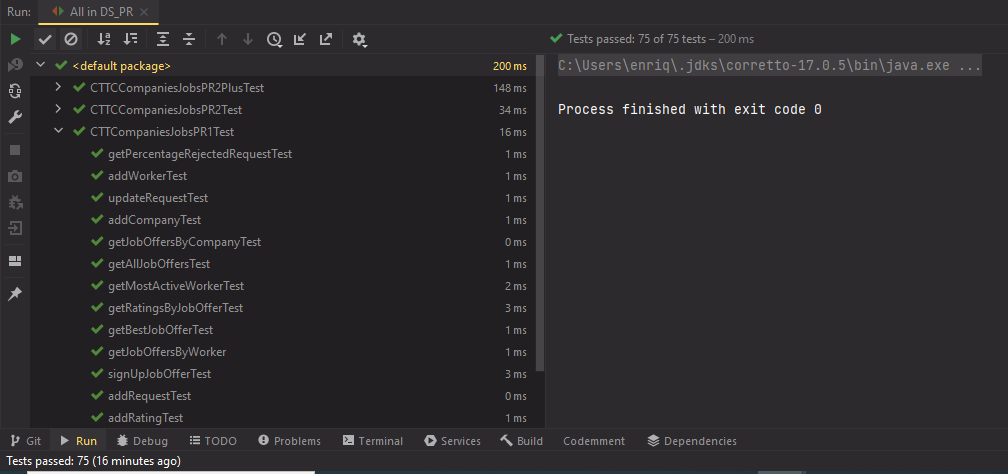 Run: All in DS_PR
Tests passed: 75 of 75 tests – 200 ms
<default package> 200 ms
CTTCCompaniesJobsPR2PlusTest 148 ms
CTTCCompaniesJobsPR2Test 34 ms
CTTCompaniesJobsPR1Test 16 ms
getPercentageRejectedRequestTest 1 ms
addWorkerTest 1 ms
updateRequestTest 1 ms
addCompanyTest 1 ms
getJobOffersByCompanyTest 0 ms
getAllJobOffersTest 1 ms
getMostActiveWorkerTest 2 ms
getRatingsByJobOfferTest 3 ms
getBestJobOfferTest 1 ms
getJobOffersByWorker 1 ms
signUpJobOfferTest 3 ms
addRequestTest 0 ms
addRatingTest 1 ms
C:\Users\enriq\.jdks\corretto-17.0.5\bin\java.exe ...
Process finished with exit code 0
Git Run Debug TODO Problems Terminal Services Build Codemment Dependencies
Tests passed: 75 (16 minutes ago)